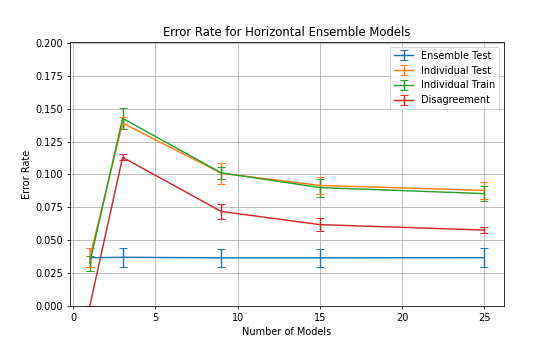 Error Rate for Horizontal Ensemble Models
Ensemble Test
Individual Test
Individual Train
Disagreement
Error Rate
0.200
0.175
0.150
0.125
0.100
0.075
0.050
0.025
0.000
0
5
10
15
20
25
Number of Models